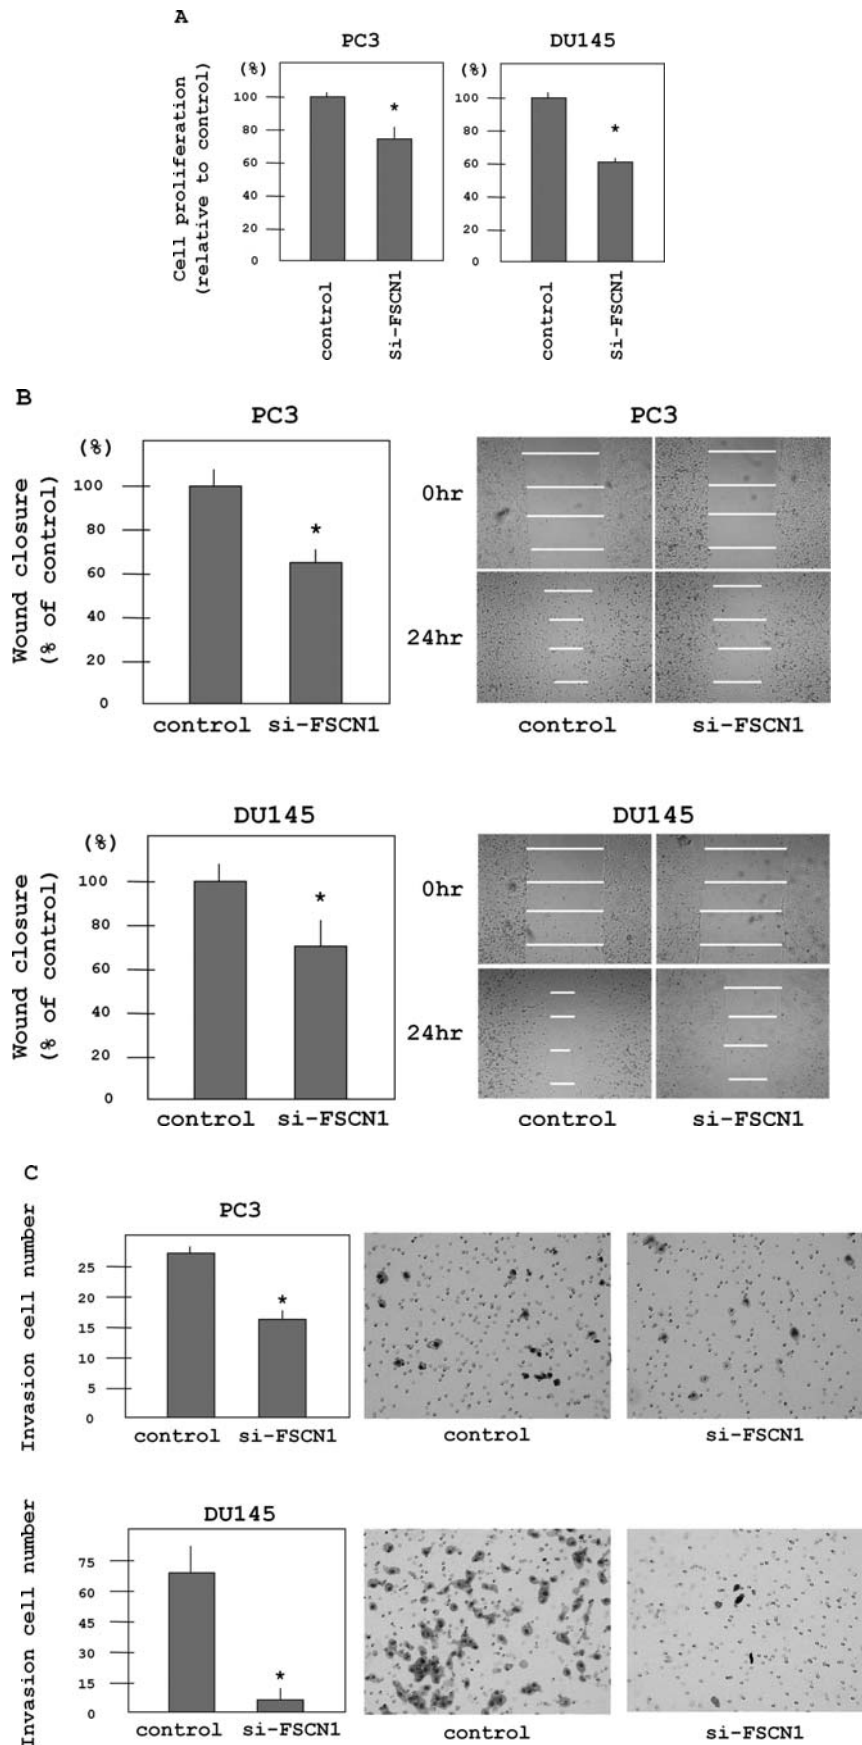 A
PC3
DU145
Cell proliferation
(relative to control)
(%)
100
80
60
40
20
0
*
control
Si-FSCN1
(%)
100
80
60
40
20
0
*
control
Si-FSCN1
B
PC3
Wound closure
(% of control)
(%)
100
80
60
40
20
0
*
control
si-FSCN1
PC3
0hr
24hr
control
si-FSCN1
DU145
Wound closure
(% of control)
(%)
100
80
60
40
20
0
*
control
si-FSCN1
DU145
0hr
24hr
control
si-FSCN1
C
PC3
Invasion cell number
25
20
15
10
5
0
*
control
si-FSCN1
control
si-FSCN1
DU145
Invasion cell number
75
60
45
30
15
0
*
control
si-FSCN1
control
si-FSCN1